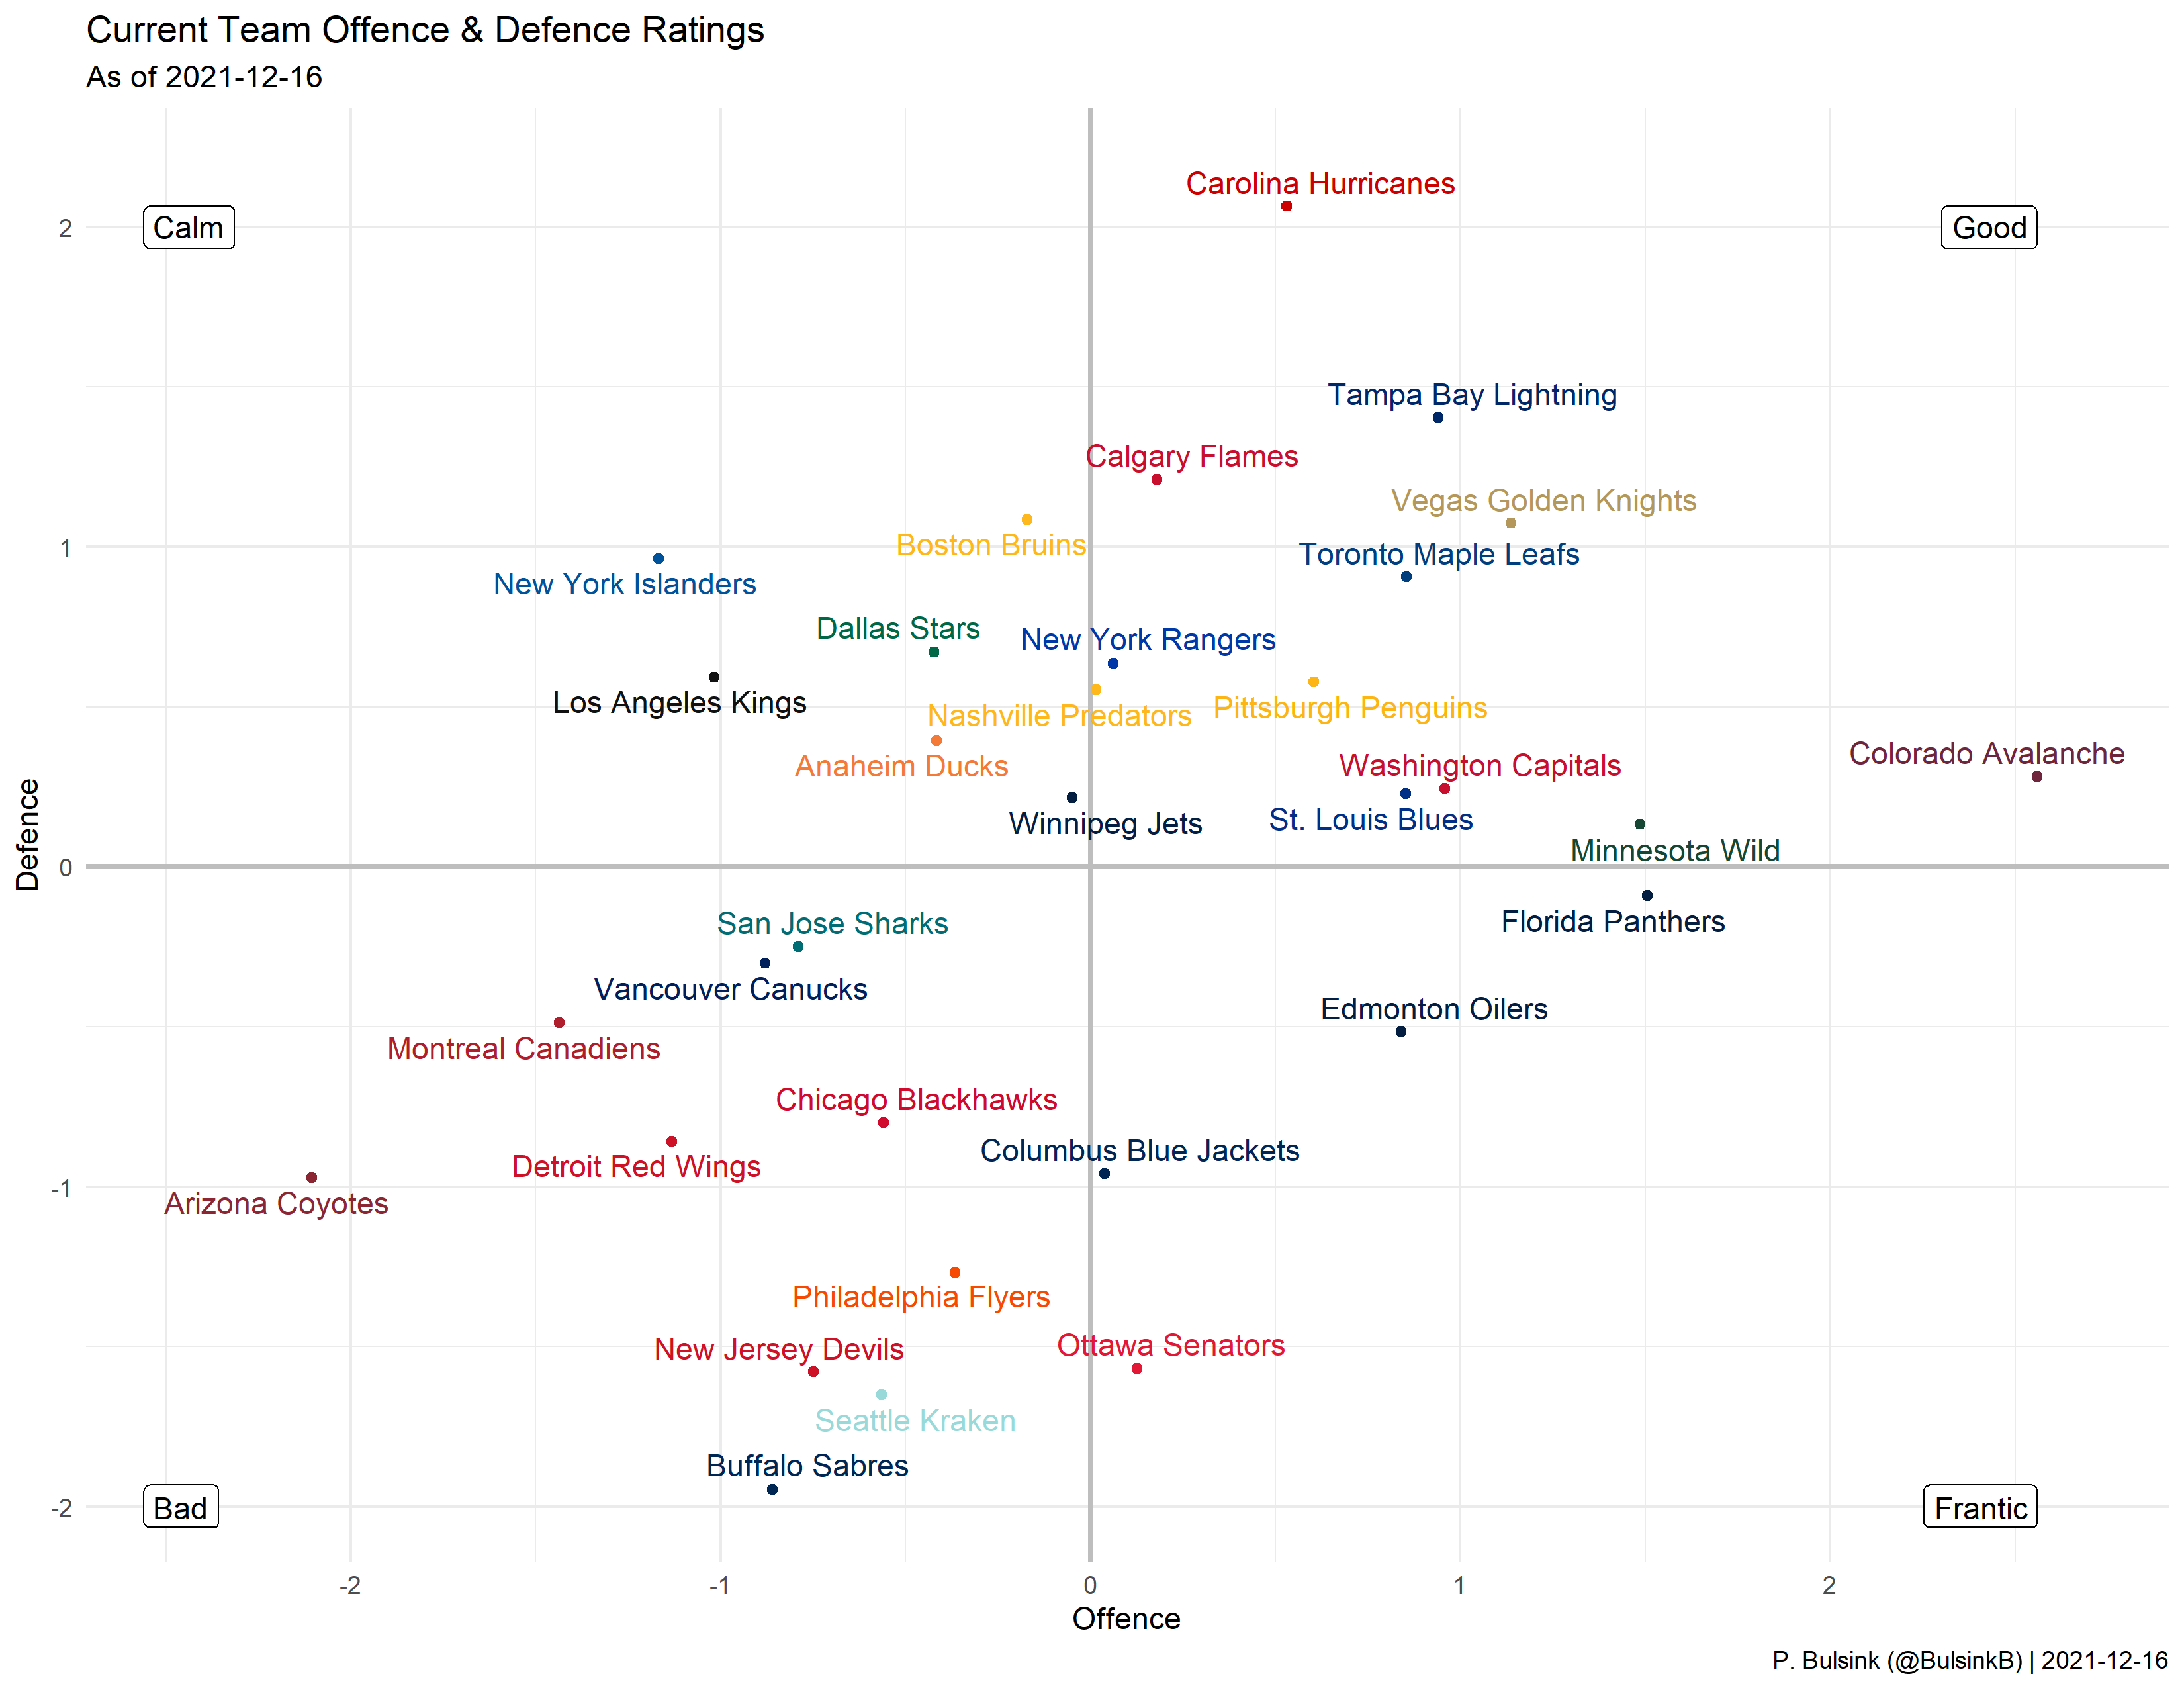 Current Team Offence & Defence Ratings
As of 2021-12-16
Carolina Hurricanes
2
Calm
Good
Tampa Bay Lightning
Calgary Flames
Vegas Golden Knights
Boston Bruins
1
Toronto Maple Leafs
New York Islanders
Dallas Stars
New York Rangers
Los Angeles Kings
Nashville Predators
Pittsburgh Penguins
Colorado Avalanche
Anaheim Ducks
Washington Capitals
Winnipeg Jets
St. Louis Blues
Minnesota Wild
Defence
0
San Jose Sharks
Florida Panthers
Vancouver Canucks
Edmonton Oilers
Montreal Canadiens
Chicago Blackhawks
Columbus Blue Jackets
Detroit Red Wings
-1
Arizona Coyotes
Philadelphia Flyers
New Jersey Devils
Ottawa Senators
Seattle Kraken
Buffalo Sabres
-2
Bad
Frantic
-2
-1
0
1
2
Offence
P. Bulsink (@BulsinkB) | 2021-12-16